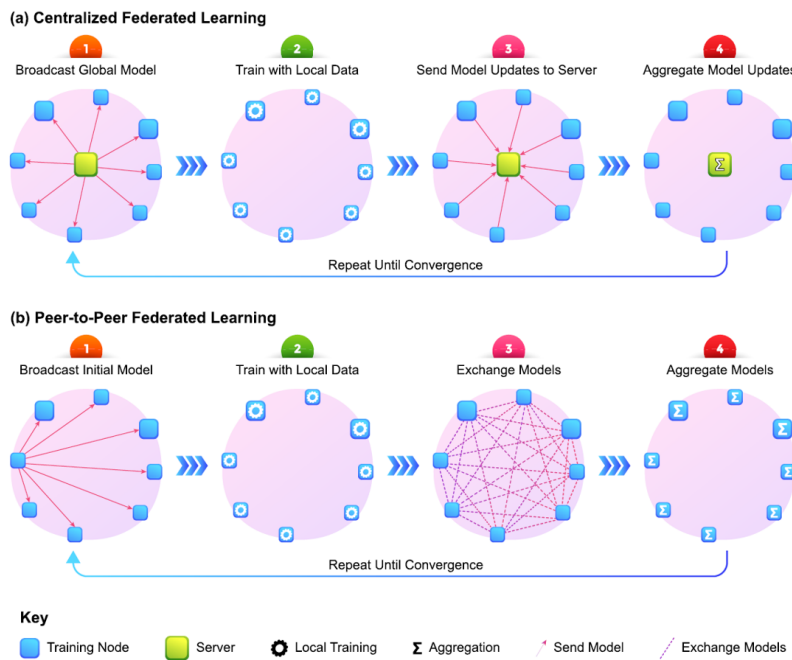 (a) Centralized Federated Learning
1 2 3 4
Broadcast Global Model Train with Local Data Send Model Updates to Server Aggregate Model Updates
Σ
Repeat Until Convergence
(b) Peer-to-Peer Federated Learning
1 2 3 4
Broadcast Initial Model Train with Local Data Exchange Models Aggregate Models
Σ Σ Σ Σ Σ Σ Σ Σ
Repeat Until Convergence
Key
Training Node Server Local Training Σ Aggregation Send Model Exchange Models